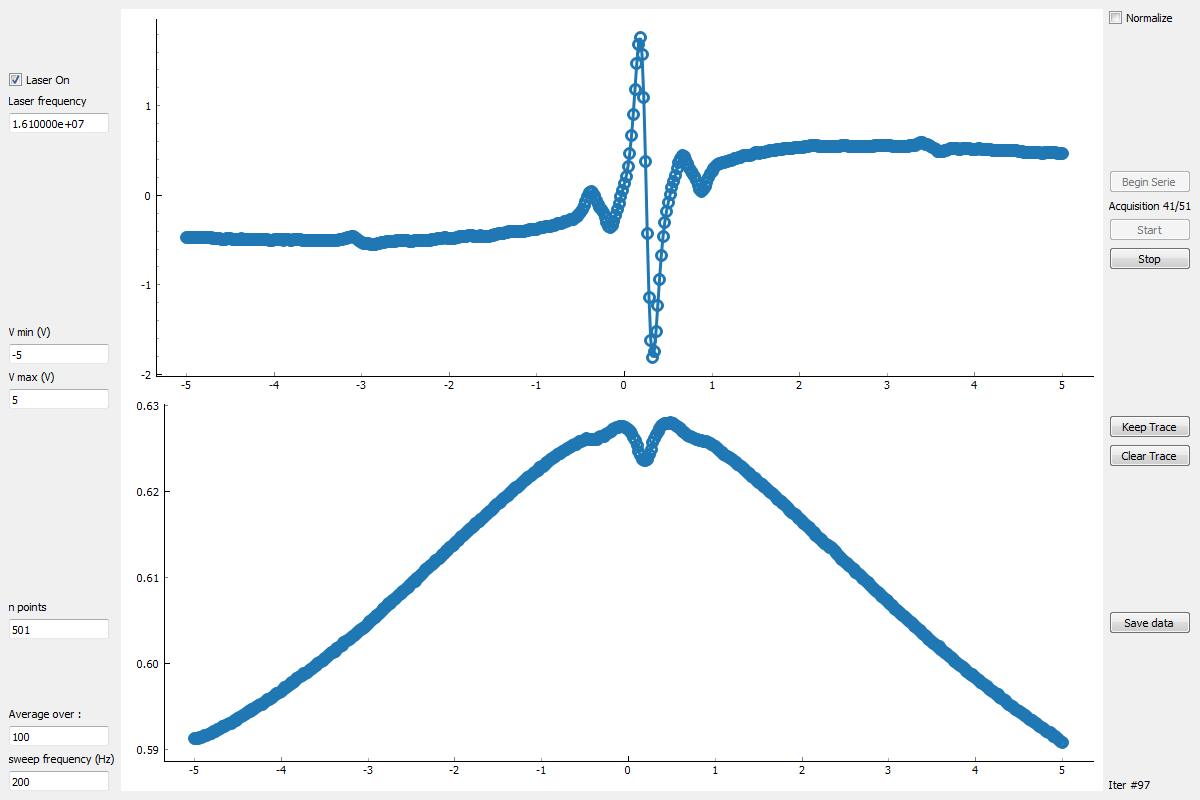 Normalize
Laser On
Laser frequency
1.610000e+07
Begin Serie
Acquisition 41/51
Start
Stop
V min (V)
-5
V max (V)
5
1
0
-1
-2
-5 -4 -3 -2 -1 0 1 2 3 4 5
Keep Trace
Clear Trace
0.63
0.62
0.61
0.60
0.59
-5 -4 -3 -2 -1 0 1 2 3 4 5
n points
501
Save data
Average over :
100
sweep frequency (Hz)
200
Iter #97